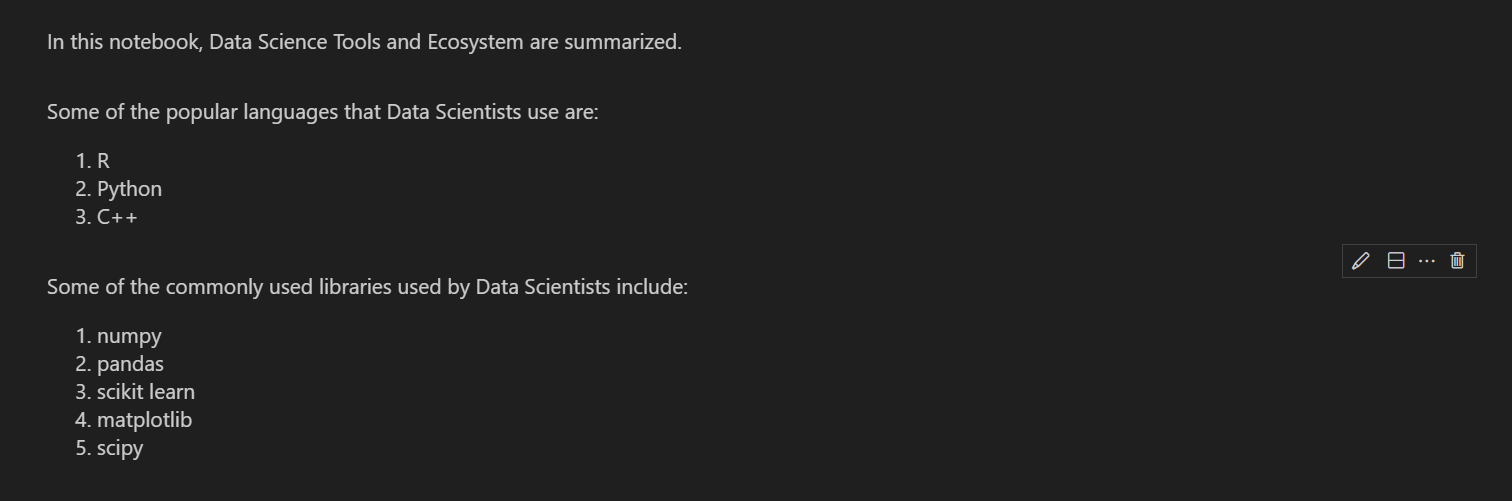 In this notebook, Data Science Tools and Ecosystem are summarized.
Some of the popular languages that Data Scientists use are:
1. R
2. Python
3. C++
Some of the commonly used libraries used by Data Scientists include:
1. numpy
2. pandas
3. scikit learn
4. matplotlib
5. scipy